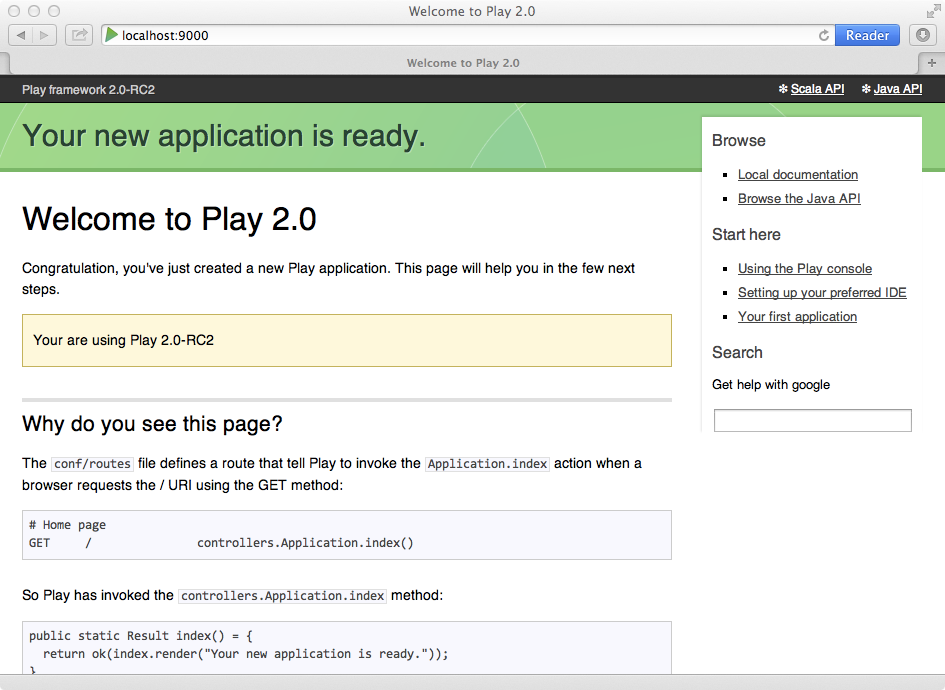 Welcome to Play 2.0
localhost:9000
Reader
Welcome to Play 2.0
Play framework 2.0-RC2
❇ Scala API ❇ Java API
Your new application is ready.
Welcome to Play 2.0
Congratulation, you've just created a new Play application. This page will help you in the few next
steps.
Your are using Play 2.0-RC2
Why do you see this page?
The conf/routes file defines a route that tell Play to invoke the Application.index action when a
browser requests the / URI using the GET method:
# Home page
GET / controllers.Application.index()
So Play has invoked the controllers.Application.index method:
public static Result index() = {
return ok(index.render("Your new application is ready."));
}
Browse
Local documentation
Browse the Java API
Start here
Using the Play console
Setting up your preferred IDE
Your first application
Search
Get help with google